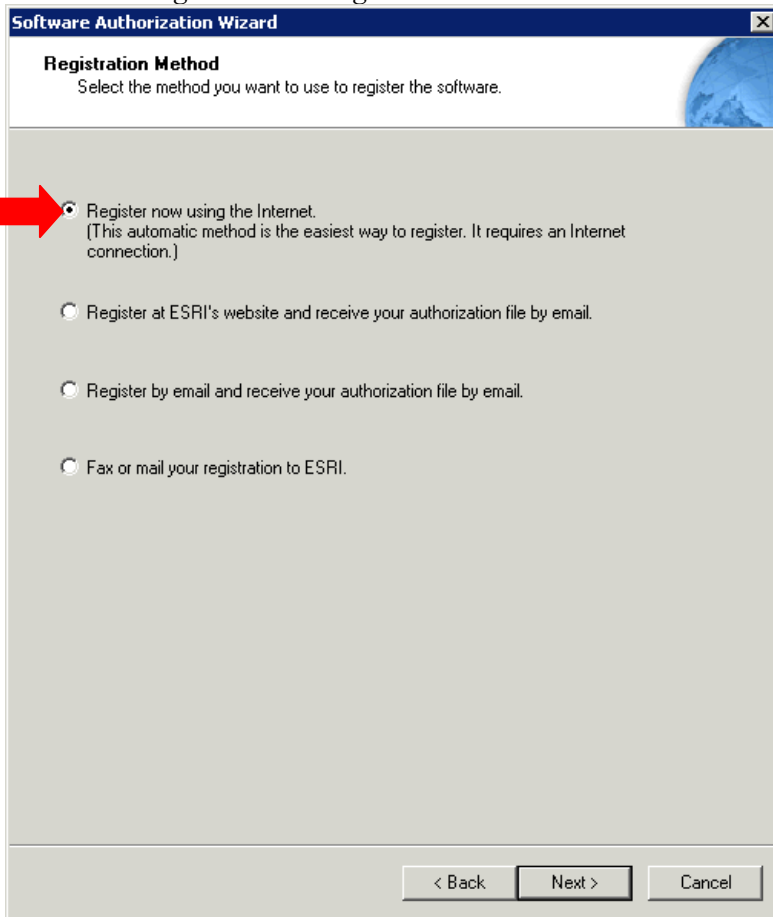 Software Authorization Wizard
Registration Method
Select the method you want to use to register the software.
Register now using the Internet.
(This automatic method is the easiest way to register. It requires an Internet
connection.)
Register at ESRI's website and receive your authorization file by email.
Register by email and receive your authorization file by email.
Fax or mail your registration to ESRI.
< Back Next > Cancel